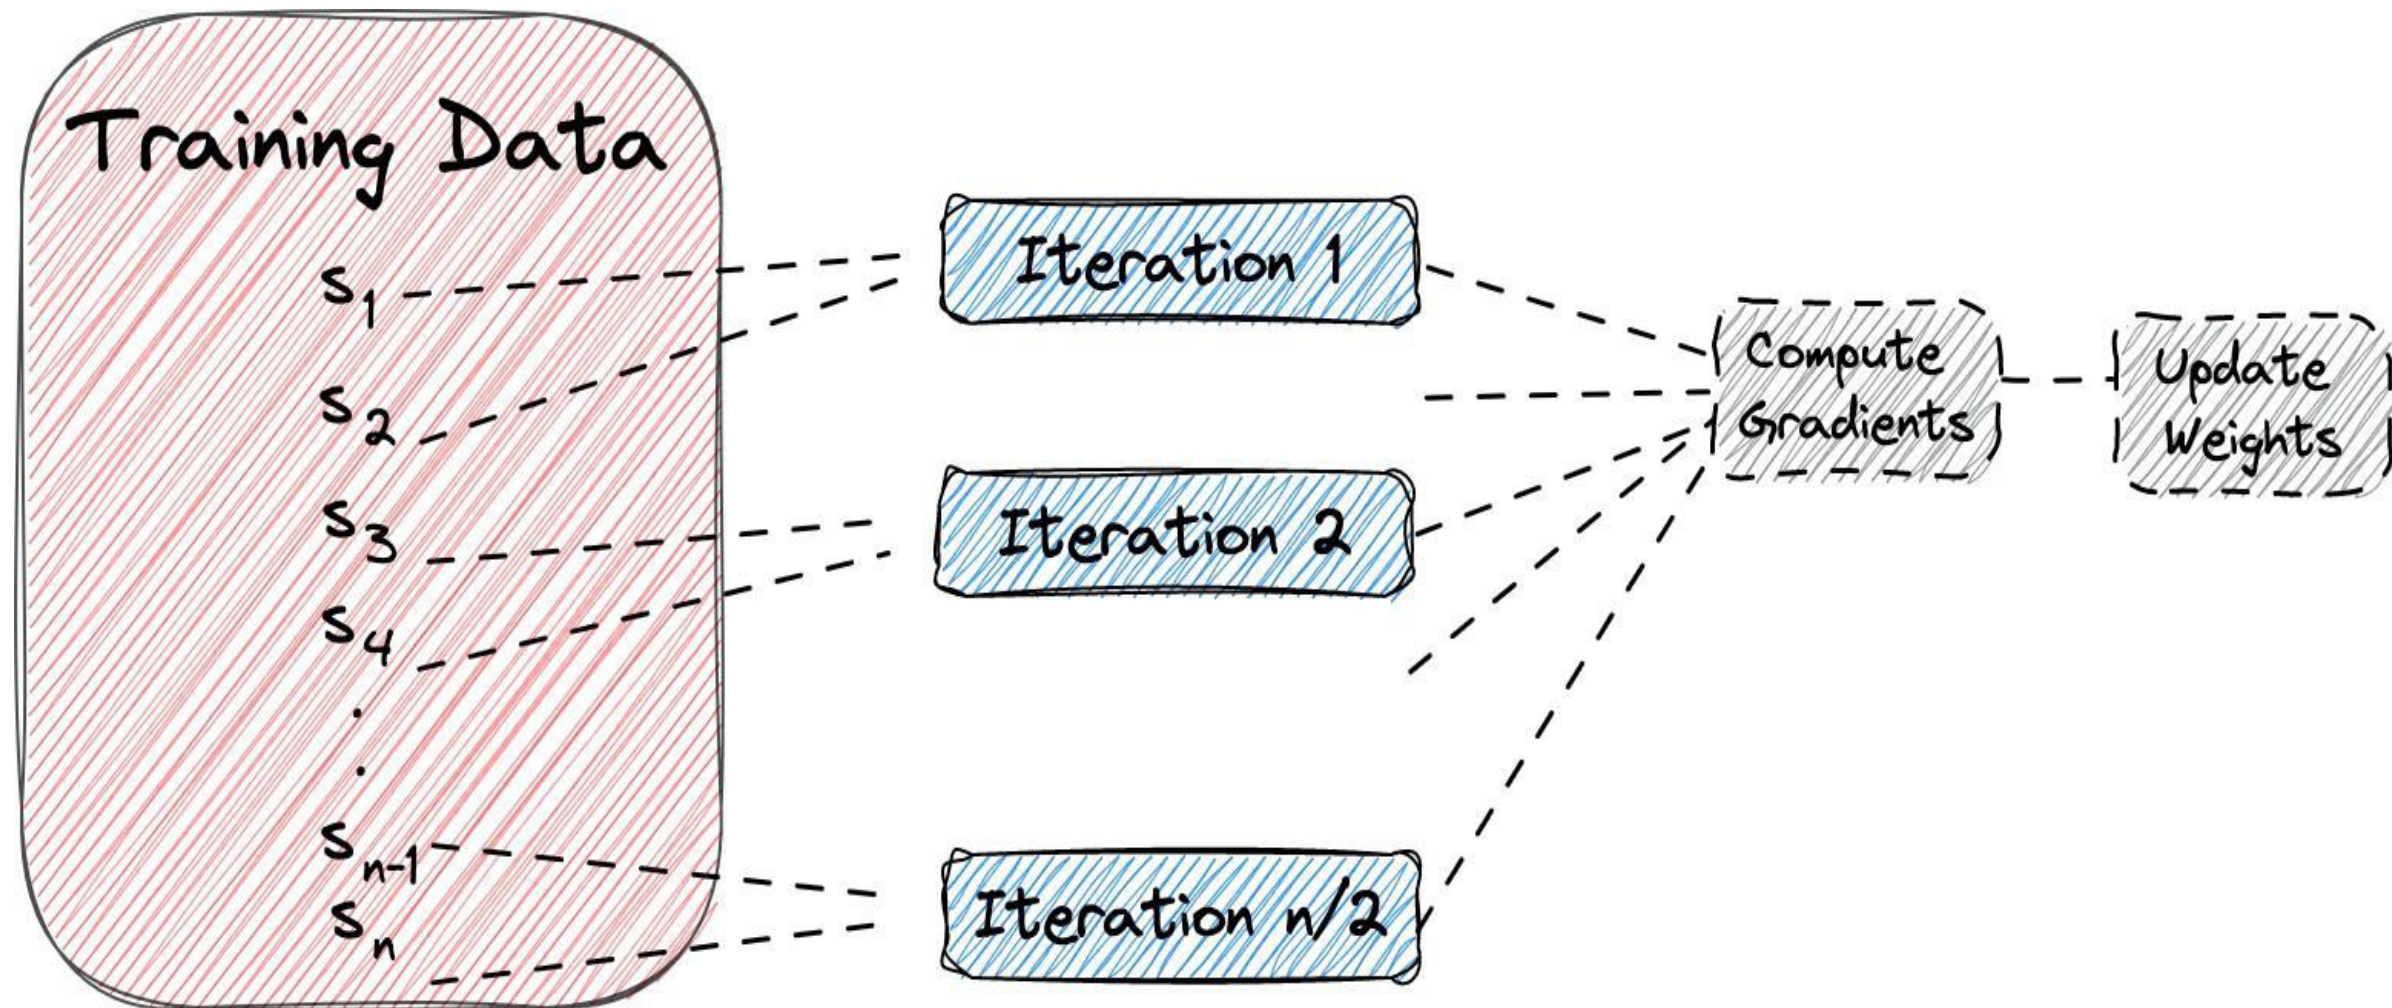 Training Data
s1
s2
s3
s4
.
.
sn-1
sn
Iteration 1
Iteration 2
Iteration n/2
Compute
Gradients
Update
Weights